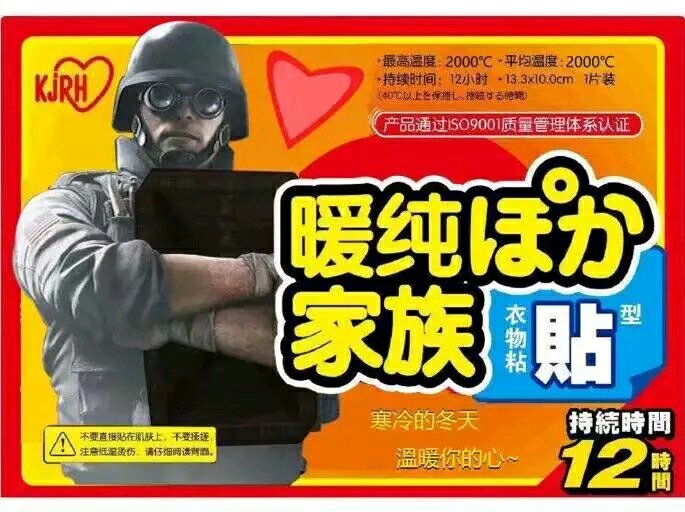 KJRH
·最高温度：2000℃ ·平均温度：2000℃
·持续时间：12小时 ·13.3x10.0cm 1片装
(40℃以上を保持し、持続する時間)
产品通过ISO9001质量管理体系认证
暖纯ぽか
家族
衣物粘
貼
型
寒冷的冬天
溫暖你的心~
不要直接贴在肌肤上，不要揉搓，
注意低温烫伤，请仔细阅读背面。
持続時間
12時間